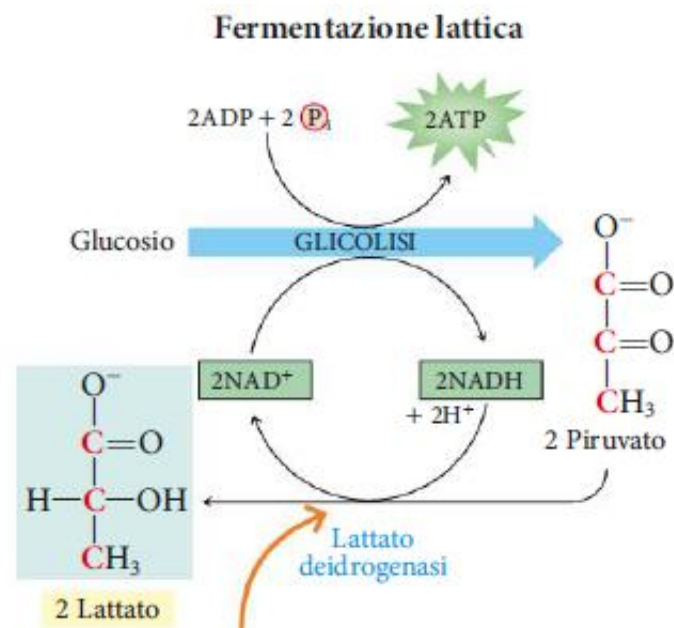 Fermentazione lattica
2ADP + 2 Pi
2ATP
Glucosio
GLICOLISI
O⁻
C=O
C=O
CH₃
2 Piruvato
2NAD⁺
2NADH
+ 2H⁺
O⁻
C=O
H–C–OH
CH₃
2 Lattato
Lattato
deidrogenasi